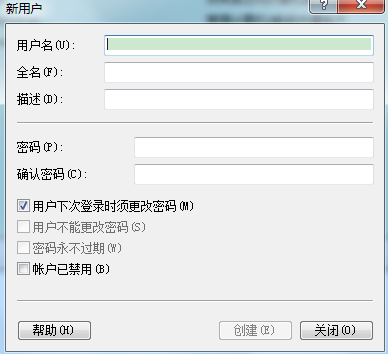 新用户
用户名(U):
全名(F):
描述(D):
密码(P):
确认密码(C):
用户下次登录时须更改密码(M)
用户不能更改密码(S)
密码永不过期(W)
帐户已禁用(B)
帮助(H) 创建(E) 关闭(O)